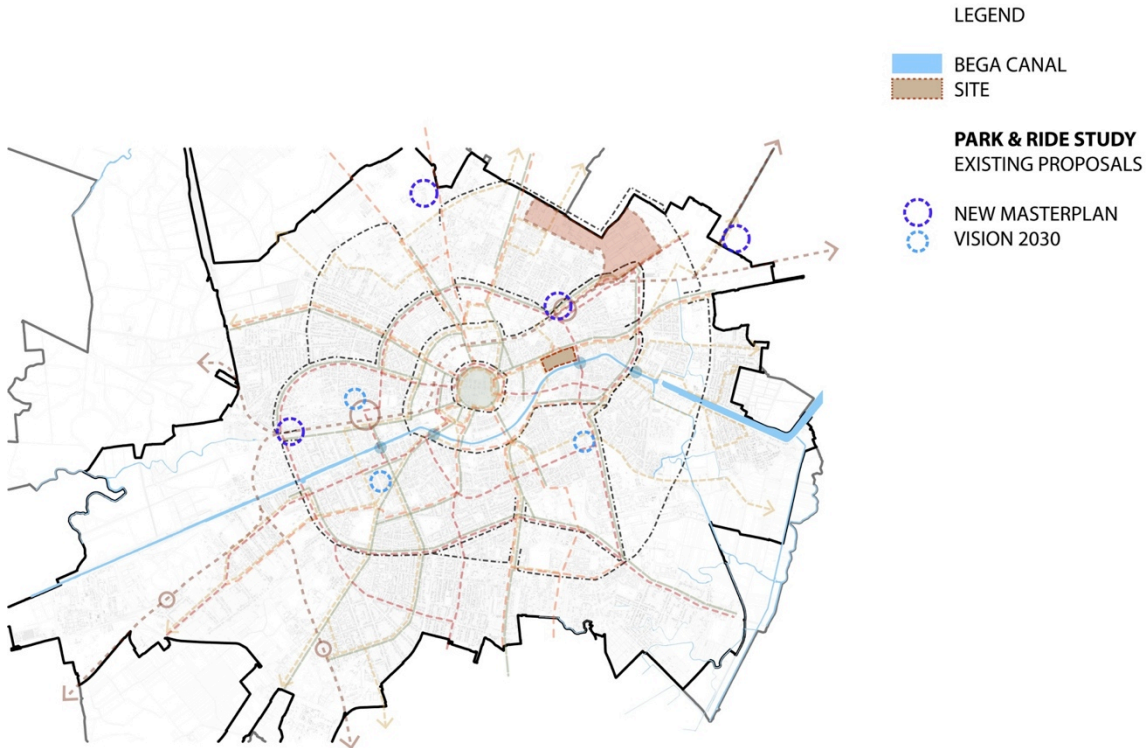 LEGEND
BEGA CANAL
SITE
PARK & RIDE STUDY
EXISTING PROPOSALS
NEW MASTERPLAN
VISION 2030